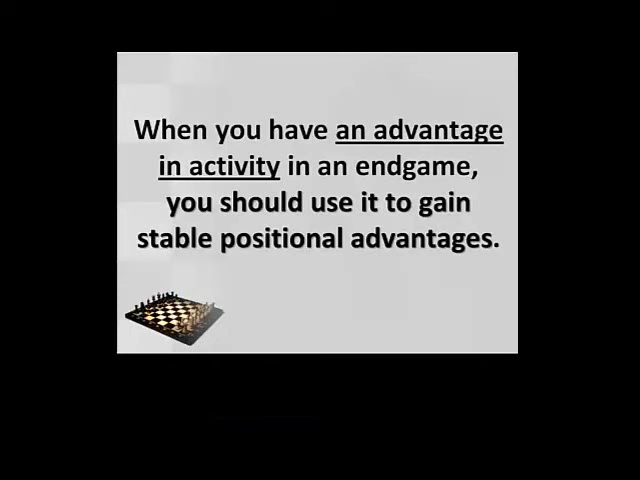 When you have an advantage
in activity in an endgame,
you should use it to gain
stable positional advantages.